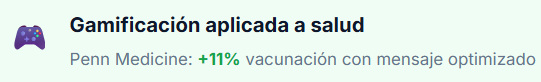 Gamificación aplicada a salud
Penn Medicine: +11% vacunación con mensaje optimizado